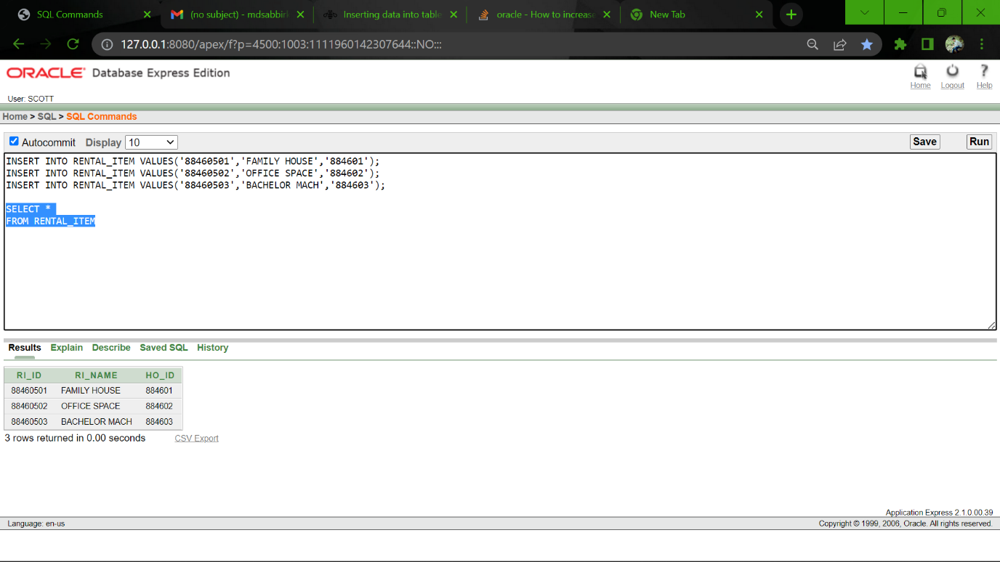 SQL Commands
(no subject) - mdsabbirk
Inserting data into table
oracle - How to increase
New Tab
127.0.0.1:8080/apex/f?p=4500:1003:1111960142307644::NO:::
ORACLE Database Express Edition
Home Logout Help
User: SCOTT
Home > SQL > SQL Commands
Autocommit Display 10 Save Run
INSERT INTO RENTAL_ITEM VALUES('88460501','FAMILY HOUSE','884601');
INSERT INTO RENTAL_ITEM VALUES('88460502','OFFICE SPACE','884602');
INSERT INTO RENTAL_ITEM VALUES('88460503','BACHELOR MACH','884603');
SELECT *
FROM RENTAL_ITEM
Results Explain Describe Saved SQL History
RI_ID RI_NAME HO_ID
88460501 FAMILY HOUSE 884601
88460502 OFFICE SPACE 884602
88460503 BACHELOR MACH 884603
3 rows returned in 0.00 seconds CSV Export
Application Express 2.1.0.00.39
Language: en-us Copyright © 1999, 2006, Oracle. All rights reserved.